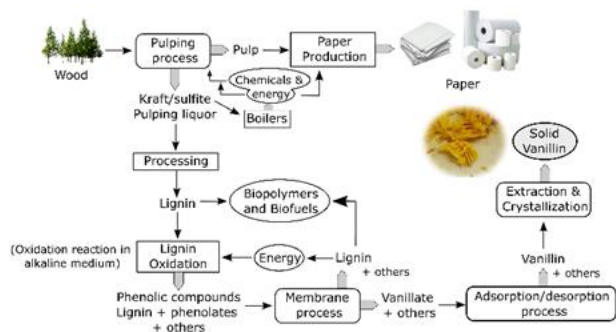 Wood
Pulping
process
Pulp
Paper
Production
Paper
Chemicals &
energy
Kraft/sulfite
Pulping liquor
Boilers
Processing
Lignin
Biopolymers
and Biofuels
(Oxidation reaction in
alkaline medium)
Lignin
Oxidation
Energy
Lignin
+ others
Phenolic compounds
Lignin + phenolates
+ others
Membrane
process
Vanillate
+ others
Adsorption/desorption
process
Vanillin
+ others
Extraction &
Crystallization
Solid
Vanillin